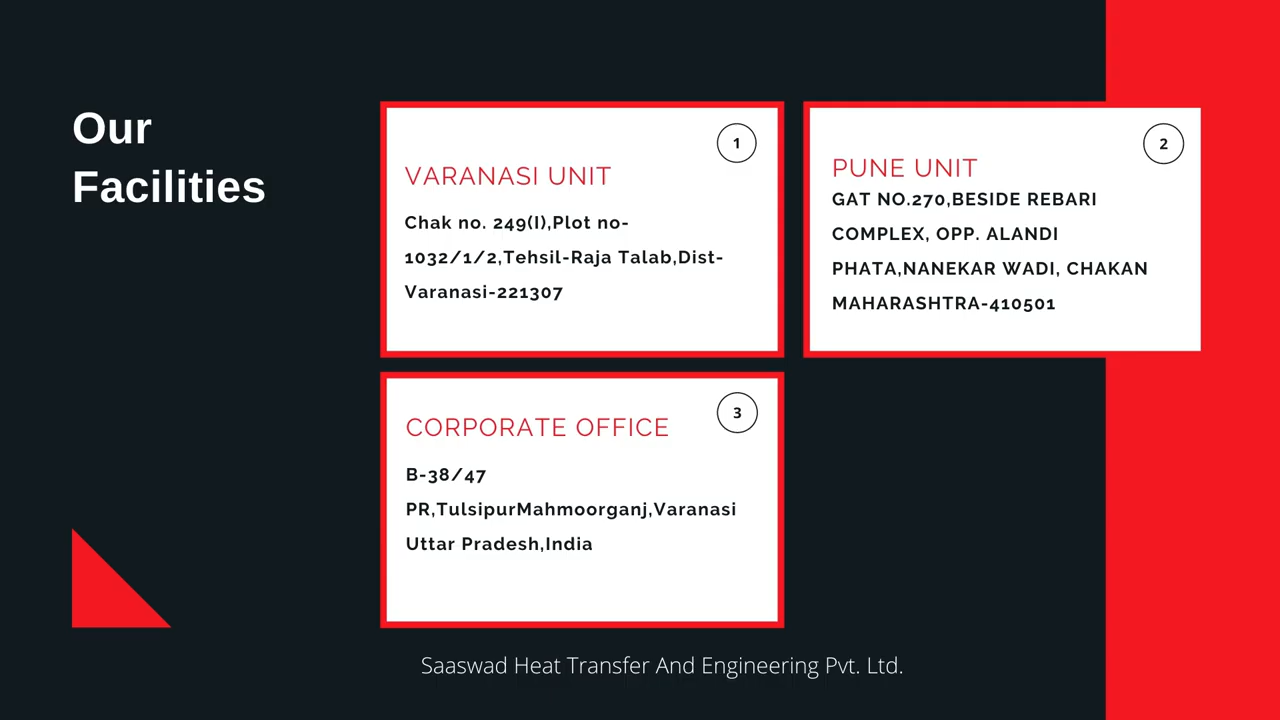 Our
Facilities
1
VARANASI UNIT
Chak no. 249(I),Plot no-
1032/1/2,Tehsil-Raja Talab,Dist-
Varanasi-221307
2
PUNE UNIT
GAT NO.270,BESIDE REBARI
COMPLEX, OPP. ALANDI
PHATA,NANEKAR WADI, CHAKAN
MAHARASHTRA-410501
3
CORPORATE OFFICE
B-38/47
PR,TulsipurMahmoorganj,Varanasi
Uttar Pradesh,India
Saaswad Heat Transfer And Engineering Pvt. Ltd.